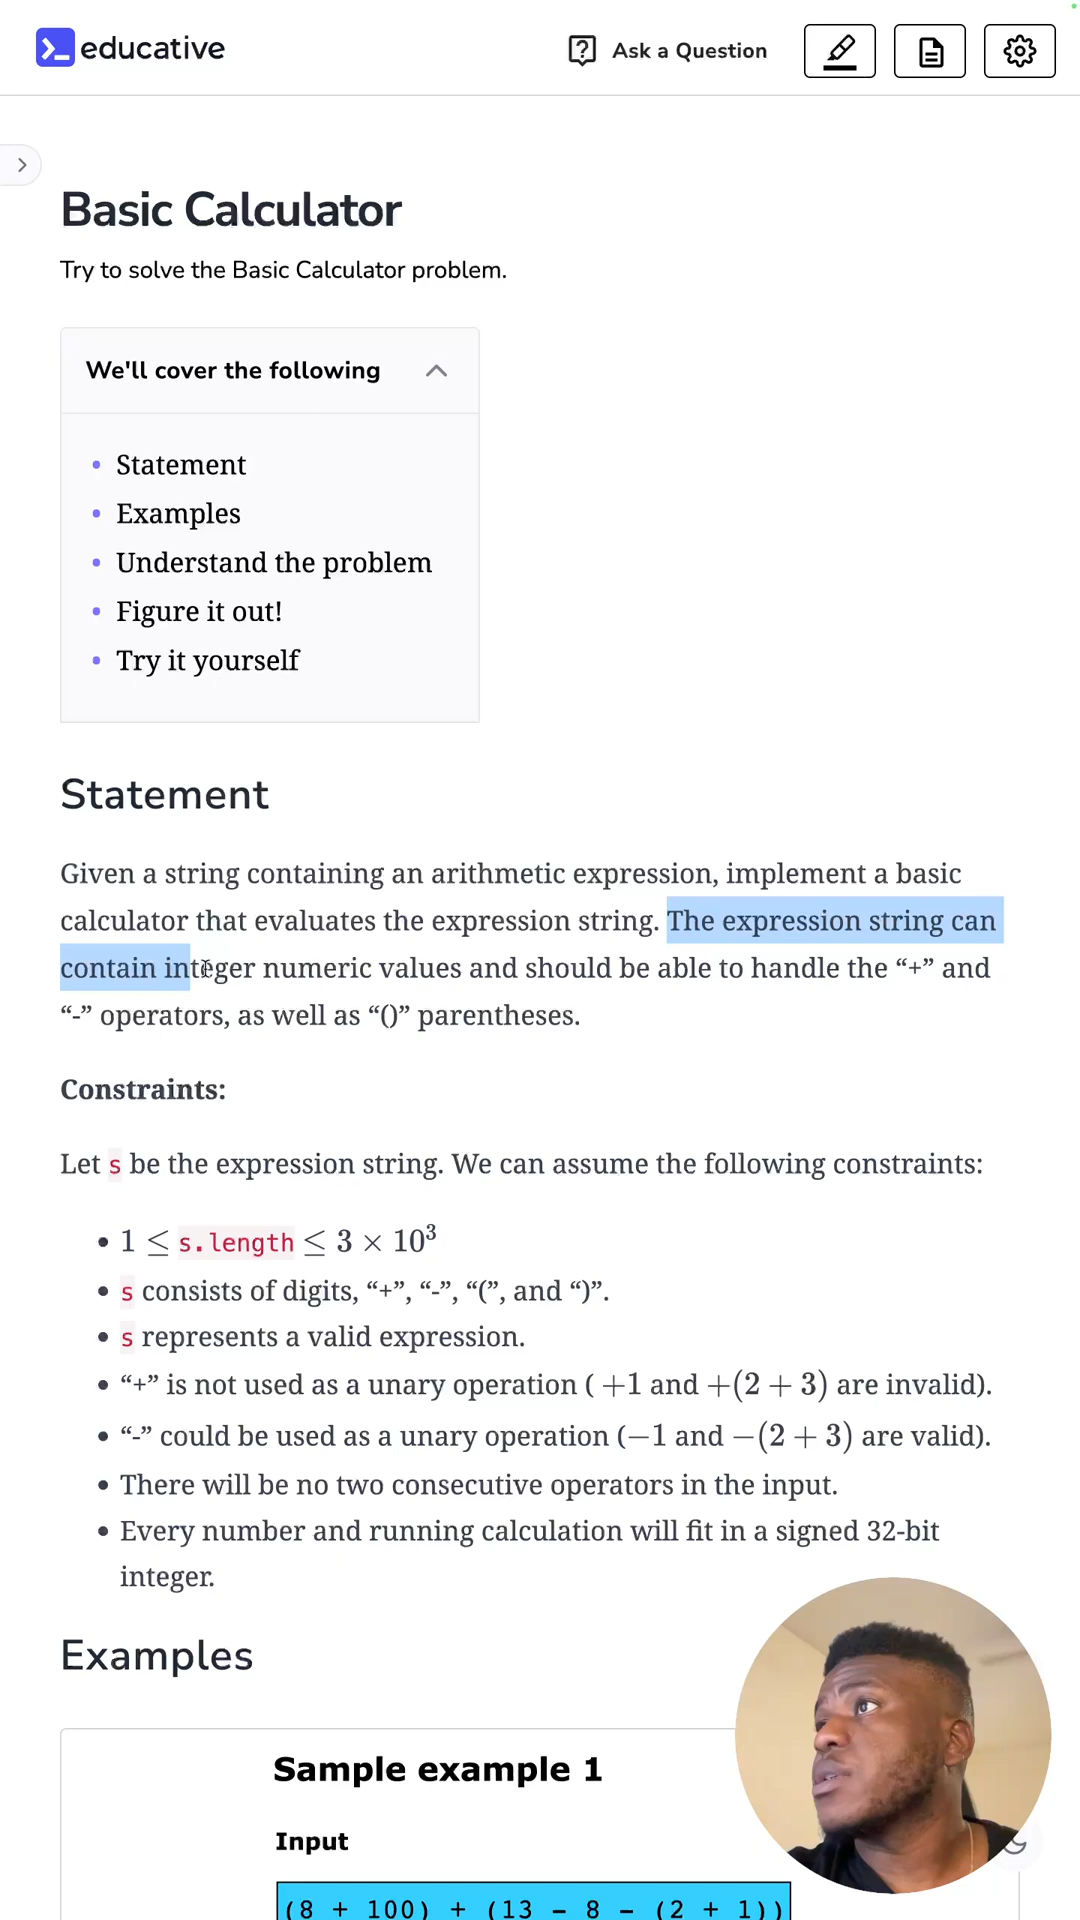 educative
Ask a Question
Basic Calculator
Try to solve the Basic Calculator problem.
We'll cover the following
• Statement
• Examples
• Understand the problem
• Figure it out!
• Try it yourself
Statement
Given a string containing an arithmetic expression, implement a basic
calculator that evaluates the expression string. The expression string can
contain integer numeric values and should be able to handle the “+” and
“-” operators, as well as “()” parentheses.
Constraints:
Let s be the expression string. We can assume the following constraints:
• 1 ≤ s.length ≤ 3 × 10³
• s consists of digits, “+”, “-”, “(”, and “)”.
• s represents a valid expression.
• “+” is not used as a unary operation ( +1 and +(2 + 3) are invalid).
• “-” could be used as a unary operation (−1 and −(2 + 3) are valid).
• There will be no two consecutive operators in the input.
• Every number and running calculation will fit in a signed 32-bit
integer.
Examples
Sample example 1
Input
(8 + 100) + (13 - 8 - (2 + 1))